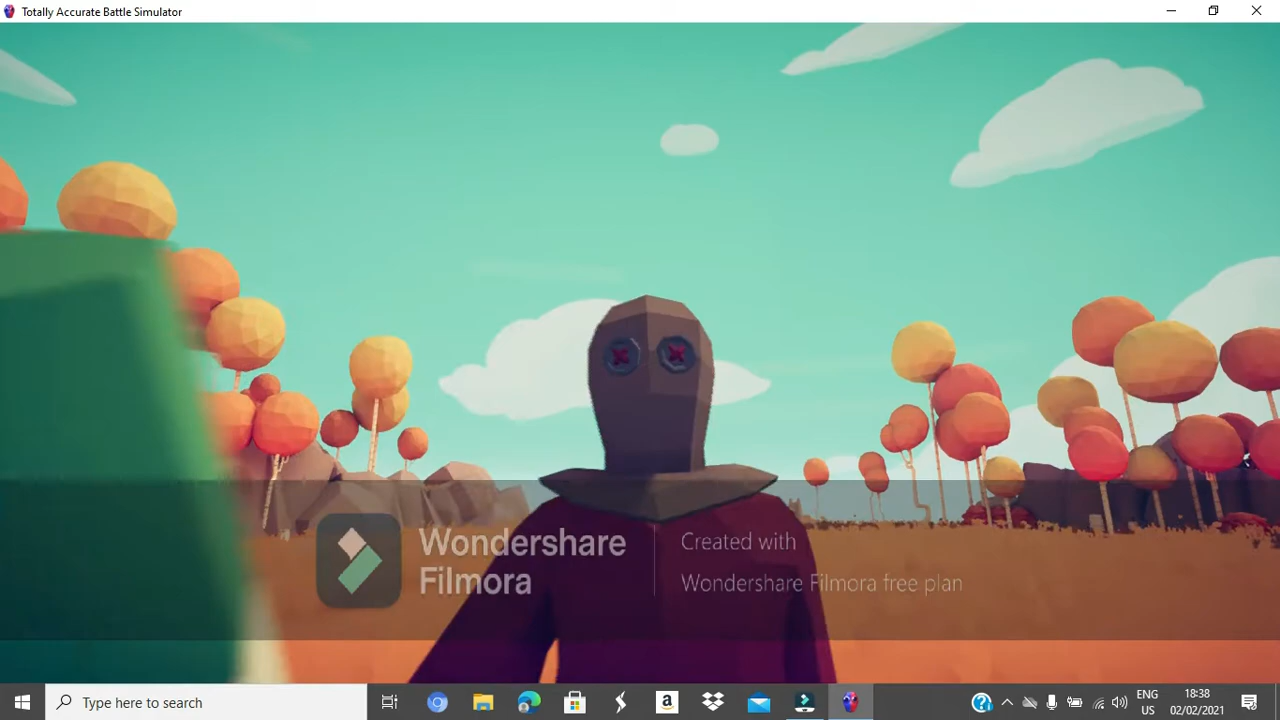 Totally Accurate Battle Simulator
Wondershare
Filmora
Created with
Wondershare Filmora free plan
Type here to search
ENG
US
18:38
02/02/2021